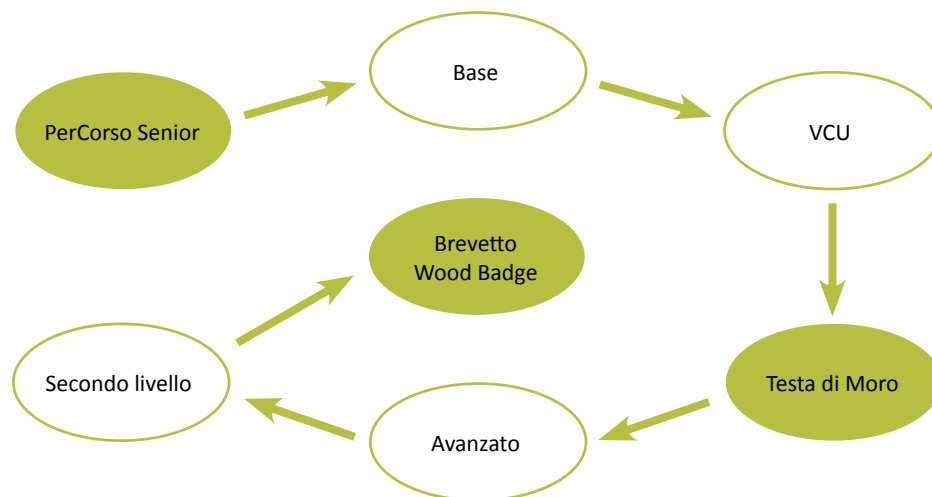 PerCorso Senior
Base
VCU
Testa di Moro
Avanzato
Secondo livello
Brevetto
Wood Badge